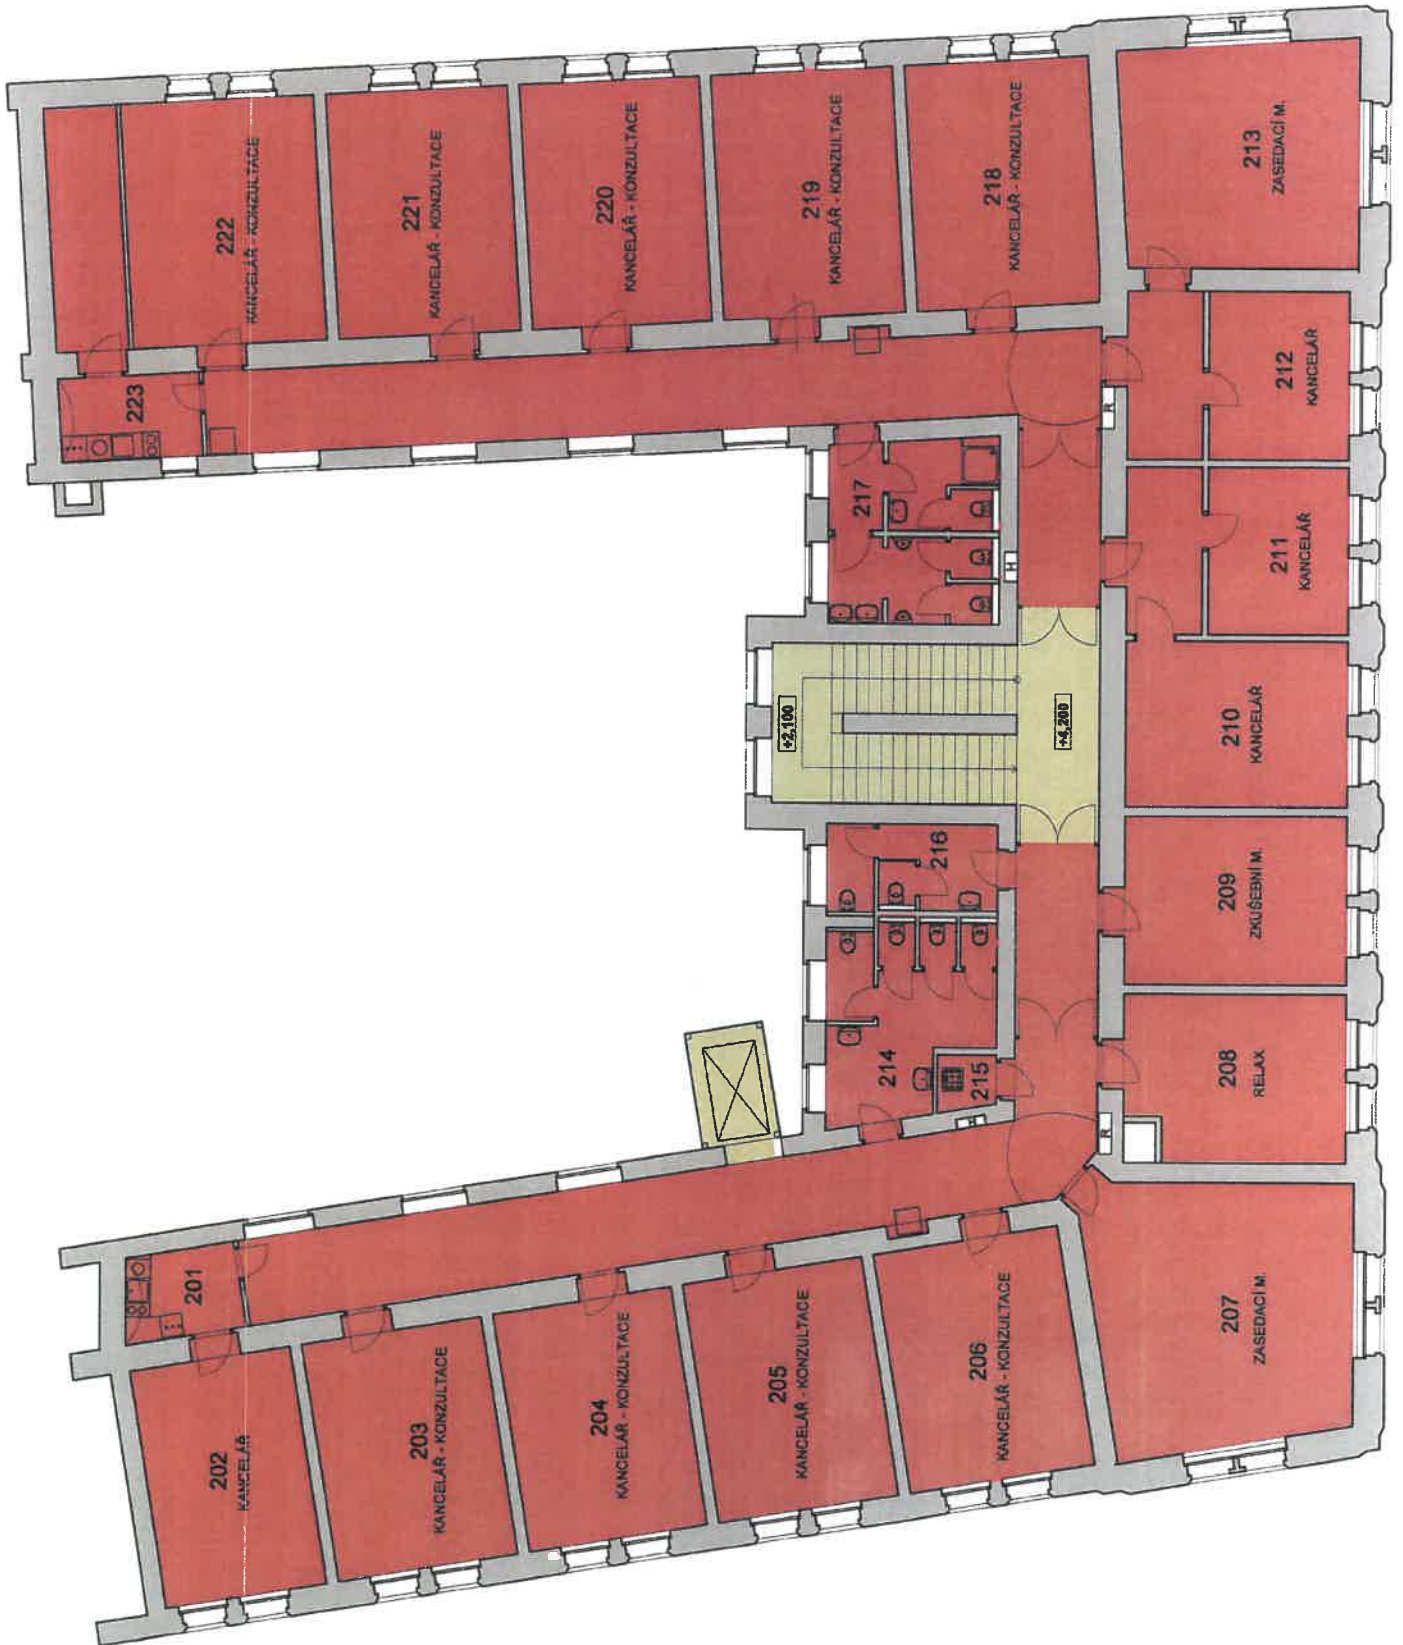 201
202
KANCELÁŘ
203
KANCELÁŘ - KONZULTACE
204
KANCELÁŘ - KONZULTACE
205
KANCELÁŘ - KONZULTACE
206
KANCELÁŘ - KONZULTACE
207
ZASEDACÍ M.
208
RELAX
209
ZKUŠEBNÍ M.
210
KANCELÁŘ
211
KANCELÁŘ
212
KANCELÁŘ
213
ZASEDACÍ M.
214
215
216
217
218
KANCELÁŘ - KONZULTACE
219
KANCELÁŘ - KONZULTACE
220
KANCELÁŘ - KONZULTACE
221
KANCELÁŘ - KONZULTACE
222
KANCELÁŘ - KONZULTACE
223
+2,100
+4,200
H
H
R
R